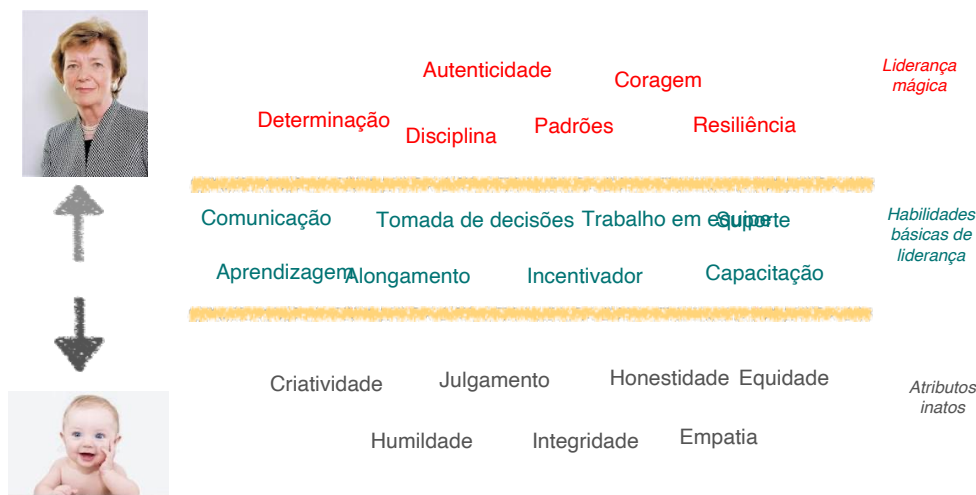 Autenticidade
Coragem
Liderança
mágica
Determinação
Disciplina
Padrões
Resiliência
Comunicação
Tomada de decisões
Trabalho em equipe
Suporte
Habilidades
básicas de
liderança
Aprendizagem
Alongamento
Incentivador
Capacitação
Criatividade
Julgamento
Honestidade
Equidade
Atributos
inatos
Humildade
Integridade
Empatia